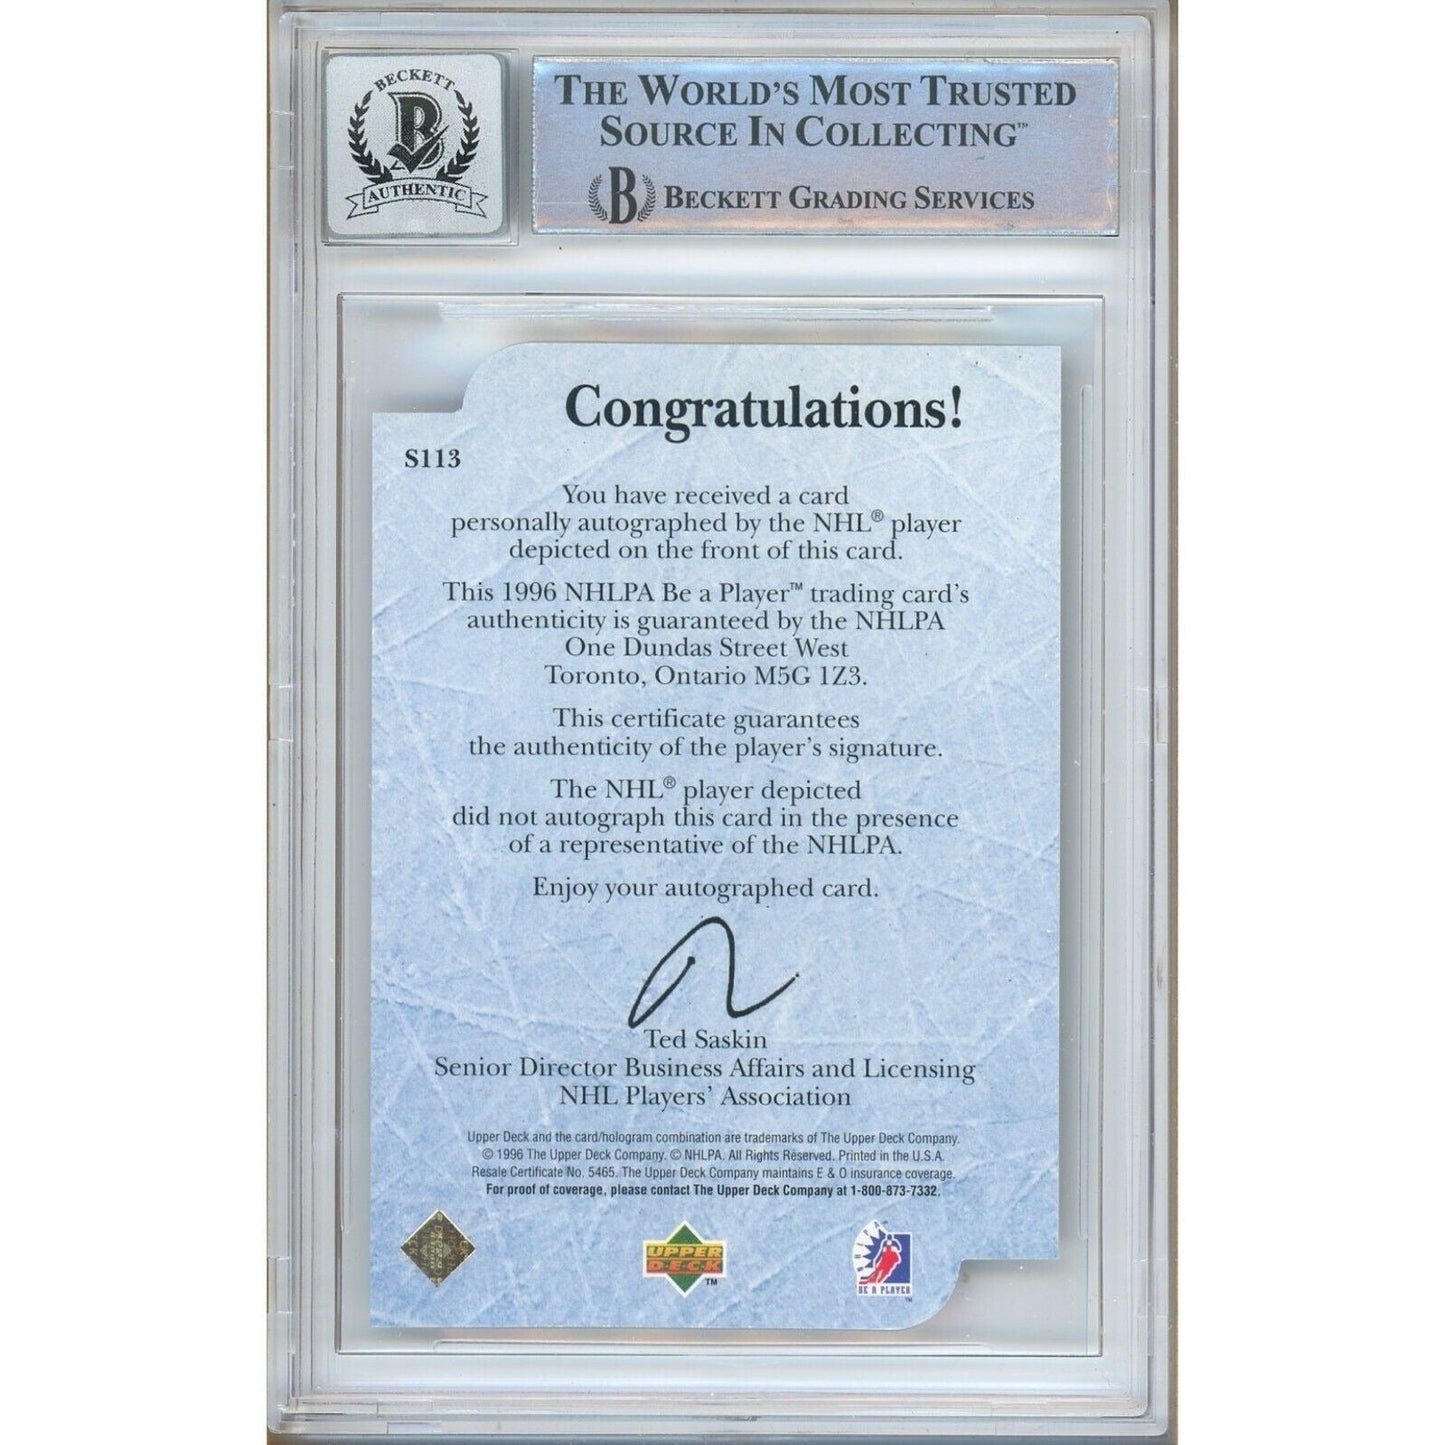 BECKETT
B
AUTHENTIC
THE WORLD'S MOST TRUSTED
SOURCE IN COLLECTING™
B BECKETT GRADING SERVICES
Congratulations!
S113
You have received a card
personally autographed by the NHL® player
depicted on the front of this card.
This 1996 NHLPA Be a Player™ trading card's
authenticity is guaranteed by the NHLPA
One Dundas Street West
Toronto, Ontario M5G 1Z3.
This certificate guarantees
the authenticity of the player's signature.
The NHL® player depicted
did not autograph this card in the presence
of a representative of the NHLPA.
Enjoy your autographed card.
Ted Saskin
Senior Director Business Affairs and Licensing
NHL Players' Association
Upper Deck and the card/hologram combination are trademarks of The Upper Deck Company.
© 1996 The Upper Deck Company. © NHLPA. All Rights Reserved. Printed in the U.S.A.
Resale Certificate No. 5465. The Upper Deck Company maintains E & O insurance coverage.
For proof of coverage, please contact The Upper Deck Company at 1-800-873-7332.
UPPER
DECK
™
NHLPA
BE A PLAYER
™